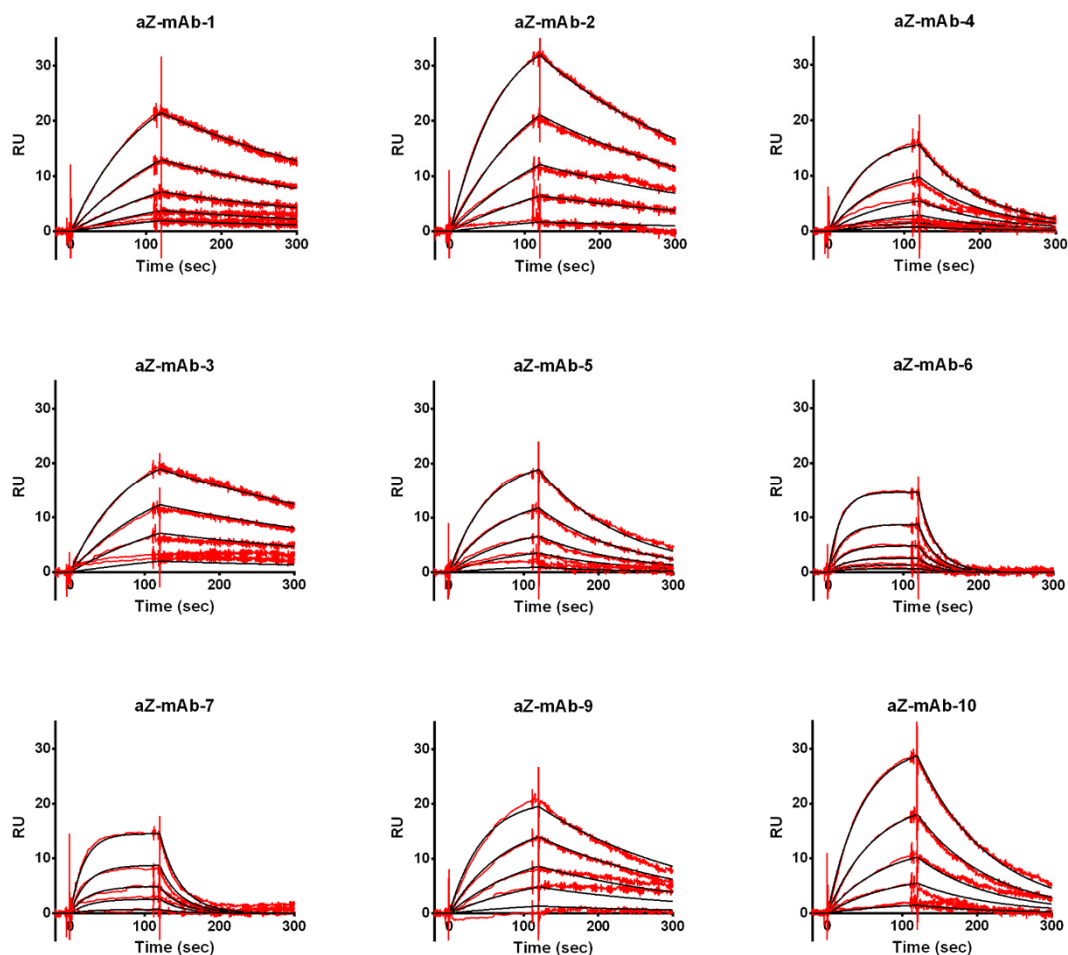 aZ-mAb-1
30
20
10
0
RU
0 100 200 300
Time (sec)
aZ-mAb-2
30
20
10
0
RU
0 100 200 300
Time (sec)
aZ-mAb-4
30
20
10
0
RU
0 100 200 300
Time (sec)
aZ-mAb-3
30
20
10
0
RU
0 100 200 300
Time (sec)
aZ-mAb-5
30
20
10
0
RU
0 100 200 300
Time (sec)
aZ-mAb-6
30
20
10
0
RU
0 100 200 300
Time (sec)
aZ-mAb-7
30
20
10
0
RU
0 100 200 300
Time (sec)
aZ-mAb-9
30
20
10
0
RU
0 100 200 300
Time (sec)
aZ-mAb-10
30
20
10
0
RU
0 100 200 300
Time (sec)